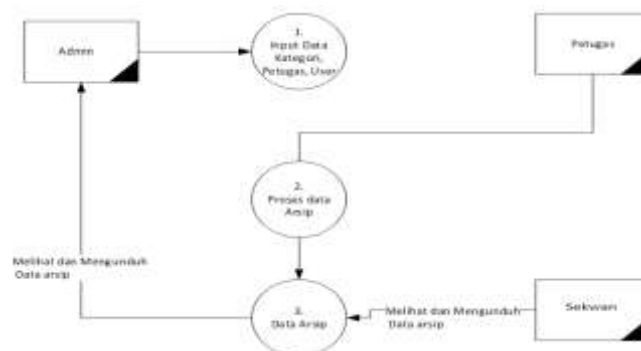 Admin
1.
Input Data
Kategori,
Petugas, User
Petugas
2.
Proses data
Arsip
Melihat dan Mengunduh
Data arsip
3.
Data Arsip
Melihat dan Mengunduh
Data arsip
Sekwan